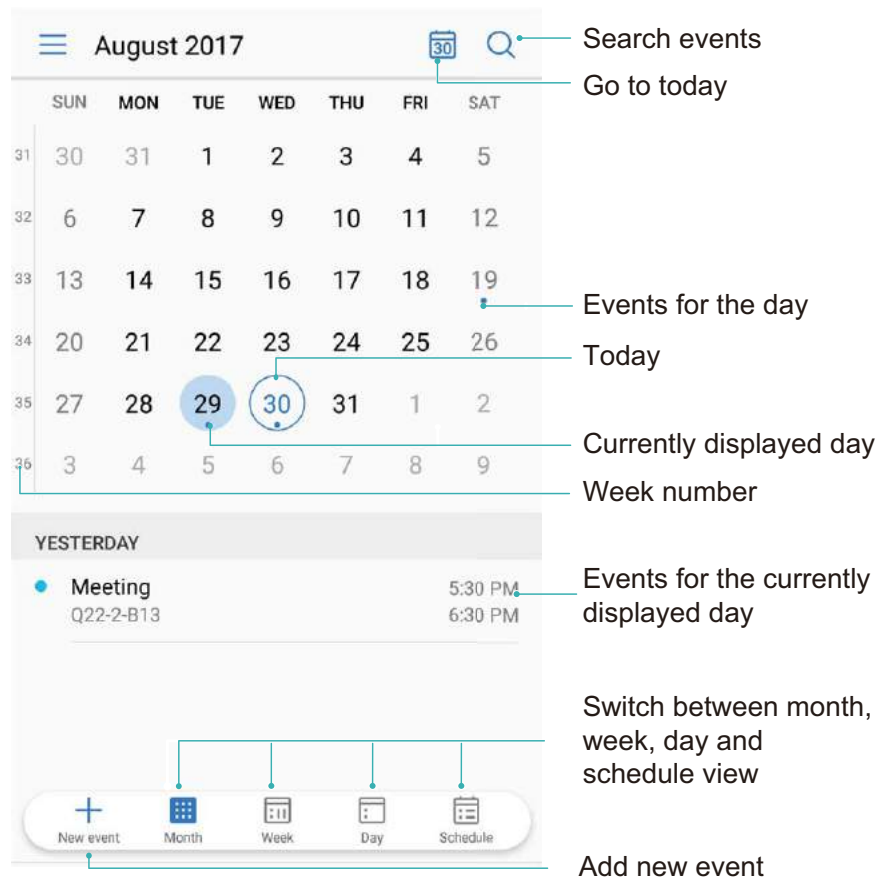 August 2017
30
Search events
Go to today
SUN MON TUE WED THU FRI SAT
31 30 31 1 2 3 4 5
32 6 7 8 9 10 11 12
33 13 14 15 16 17 18 19
Events for the day
34 20 21 22 23 24 25 26
Today
35 27 28 29 30 31 1 2
Currently displayed day
36 3 4 5 6 7 8 9
Week number
YESTERDAY
Meeting 5:30 PM
Q22-2-B13 6:30 PM
Events for the currently
displayed day
Switch between month,
week, day and
schedule view
New event Month Week Day Schedule
Add new event